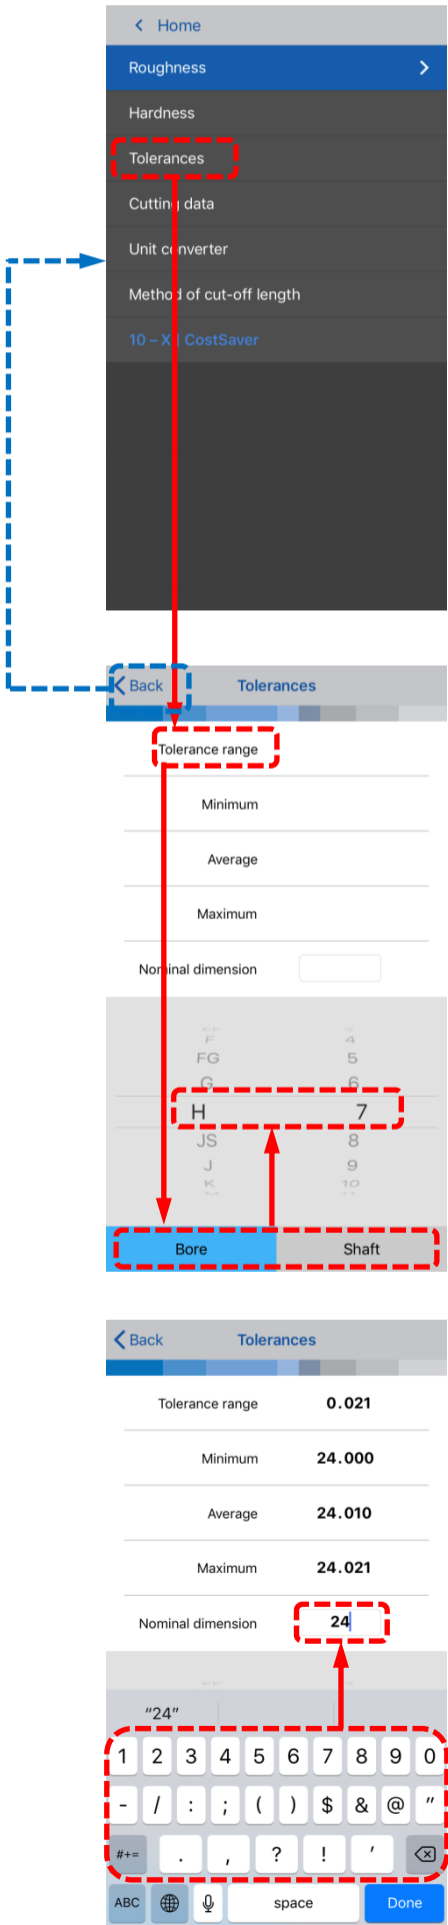 Home
Roughness
Hardness
Tolerances
Cutting data
Unit converter
Method of cut-off length
10 – X | CostSaver
Back Tolerances
Tolerance range
Minimum
Average
Maximum
Nominal dimension
F 4
FG 5
G 6
H 7
JS 8
J 9
K 10
Bore Shaft
Back Tolerances
Tolerance range 0.021
Minimum 24.000
Average 24.010
Maximum 24.021
Nominal dimension 24
"24"
1 2 3 4 5 6 7 8 9 0
- / : ; ( ) $ & @ "
#+= . , ? ! '
ABC space Done